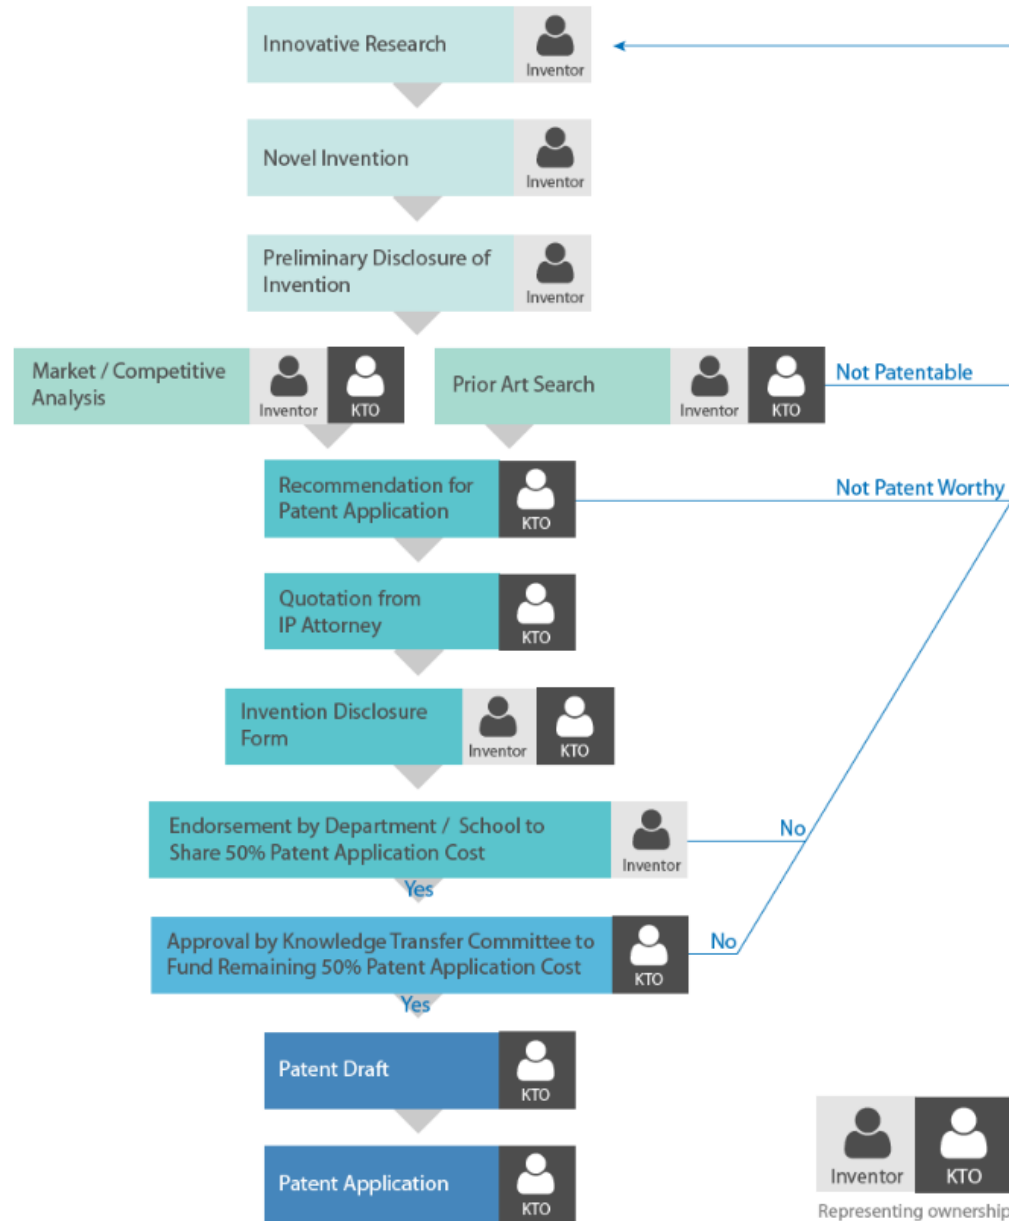 Innovative Research
Inventor
Novel Invention
Inventor
Preliminary Disclosure of
Invention
Inventor
Market / Competitive
Analysis
Inventor
KTO
Prior Art Search
Inventor
KTO
Not Patentable
Recommendation for
Patent Application
KTO
Not Patent Worthy
Quotation from
IP Attorney
KTO
Invention Disclosure
Form
Inventor
KTO
Endorsement by Department / School to
Share 50% Patent Application Cost
Inventor
No
Yes
Approval by Knowledge Transfer Committee to
Fund Remaining 50% Patent Application Cost
KTO
No
Yes
Patent Draft
KTO
Patent Application
KTO
Inventor
KTO
Representing ownership